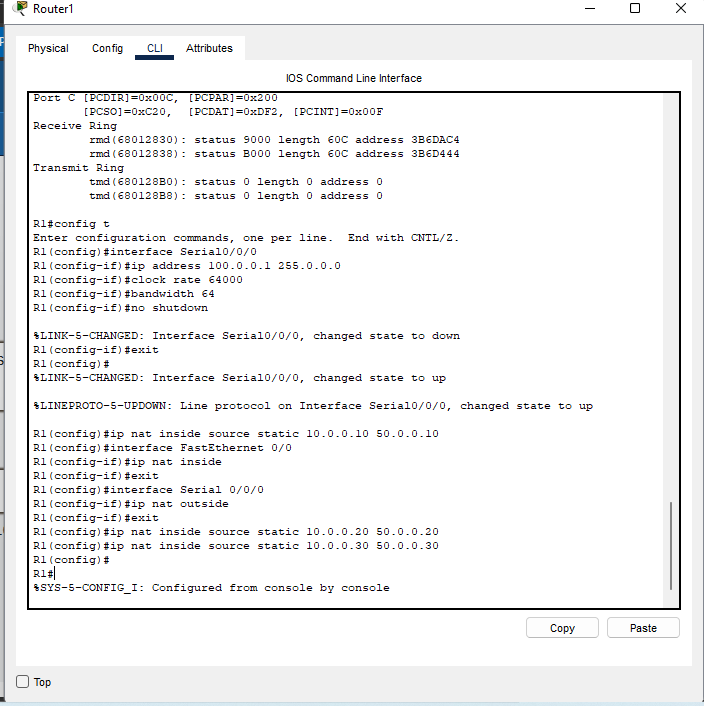 Router1
Physical Config CLI Attributes
IOS Command Line Interface
Port C [PCDIR]=0x00C, [PCPAR]=0x200
[PCSO]=0xC20, [PCDAT]=0xDF2, [PCINT]=0x00F
Receive Ring
rmd(68012830): status 9000 length 60C address 3B6DAC4
rmd(68012838): status B000 length 60C address 3B6D444
Transmit Ring
tmd(680128B0): status 0 length 0 address 0
tmd(680128B8): status 0 length 0 address 0
R1#config t
Enter configuration commands, one per line. End with CNTL/Z.
R1(config)#interface Serial0/0/0
R1(config-if)#ip address 100.0.0.1 255.0.0.0
R1(config-if)#clock rate 64000
R1(config-if)#bandwidth 64
R1(config-if)#no shutdown
%LINK-5-CHANGED: Interface Serial0/0/0, changed state to down
R1(config-if)#exit
R1(config)#
%LINK-5-CHANGED: Interface Serial0/0/0, changed state to up
%LINEPROTO-5-UPDOWN: Line protocol on Interface Serial0/0/0, changed state to up
R1(config)#ip nat inside source static 10.0.0.10 50.0.0.10
R1(config)#interface FastEthernet 0/0
R1(config-if)#ip nat inside
R1(config-if)#exit
R1(config)#interface Serial 0/0/0
R1(config-if)#ip nat outside
R1(config-if)#exit
R1(config)#ip nat inside source static 10.0.0.20 50.0.0.20
R1(config)#ip nat inside source static 10.0.0.30 50.0.0.30
R1(config)#
R1#
%SYS-5-CONFIG_I: Configured from console by console
Copy Paste
Top